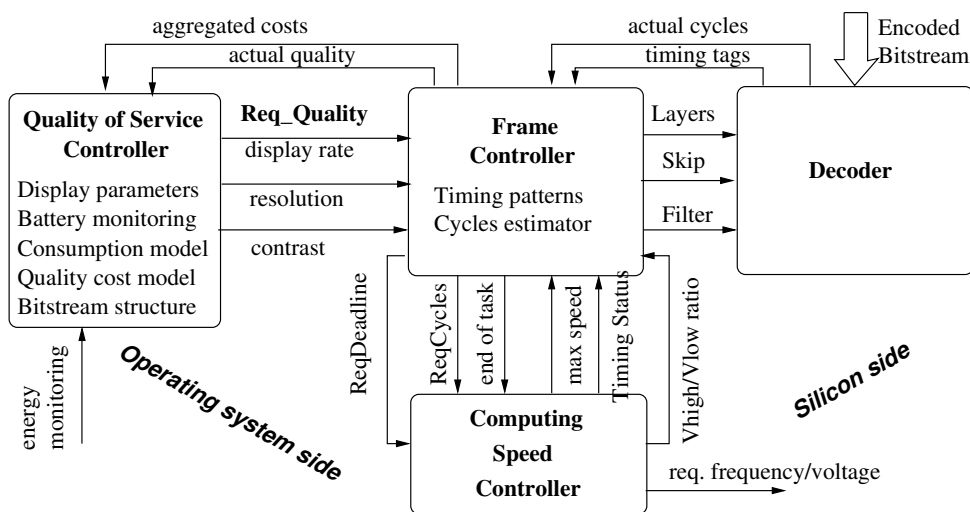 aggregated costs
actual quality
actual cycles
timing tags
Encoded
Bitstream
Quality of Service
Controller
Display parameters
Battery monitoring
Consumption model
Quality cost model
Bitstream structure
Req_Quality
display rate
resolution
contrast
Frame
Controller
Timing patterns
Cycles estimator
Layers
Skip
Filter
Decoder
energy
monitoring
Operating system side
ReqDeadline
ReqCycles
end of task
max speed
Timing Status
Vhigh/Vlow ratio
Silicon side
Computing
Speed
Controller
req. frequency/voltage